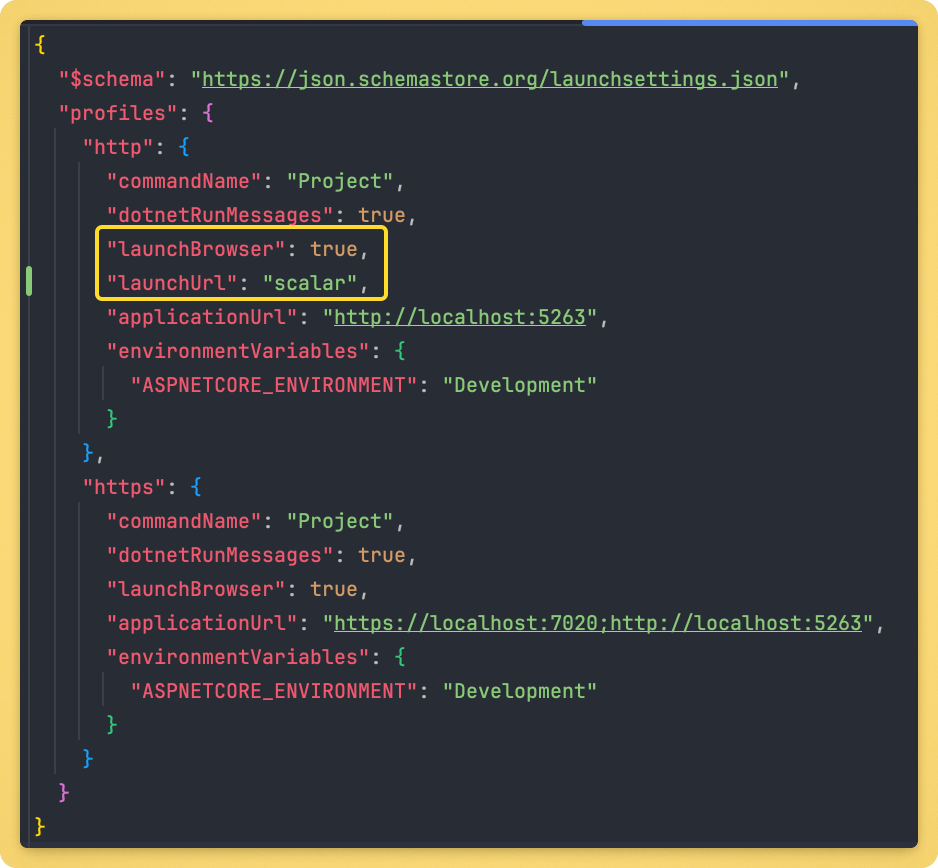 {
  "$schema": "https://json.schemastore.org/launchsettings.json",
  "profiles": {
    "http": {
      "commandName": "Project",
      "dotnetRunMessages": true,
      "launchBrowser": true,
      "launchUrl": "scalar",
      "applicationUrl": "http://localhost:5263",
      "environmentVariables": {
        "ASPNETCORE_ENVIRONMENT": "Development"
      }
    },
    "https": {
      "commandName": "Project",
      "dotnetRunMessages": true,
      "launchBrowser": true,
      "applicationUrl": "https://localhost:7020;http://localhost:5263",
      "environmentVariables": {
        "ASPNETCORE_ENVIRONMENT": "Development"
      }
    }
  }
}